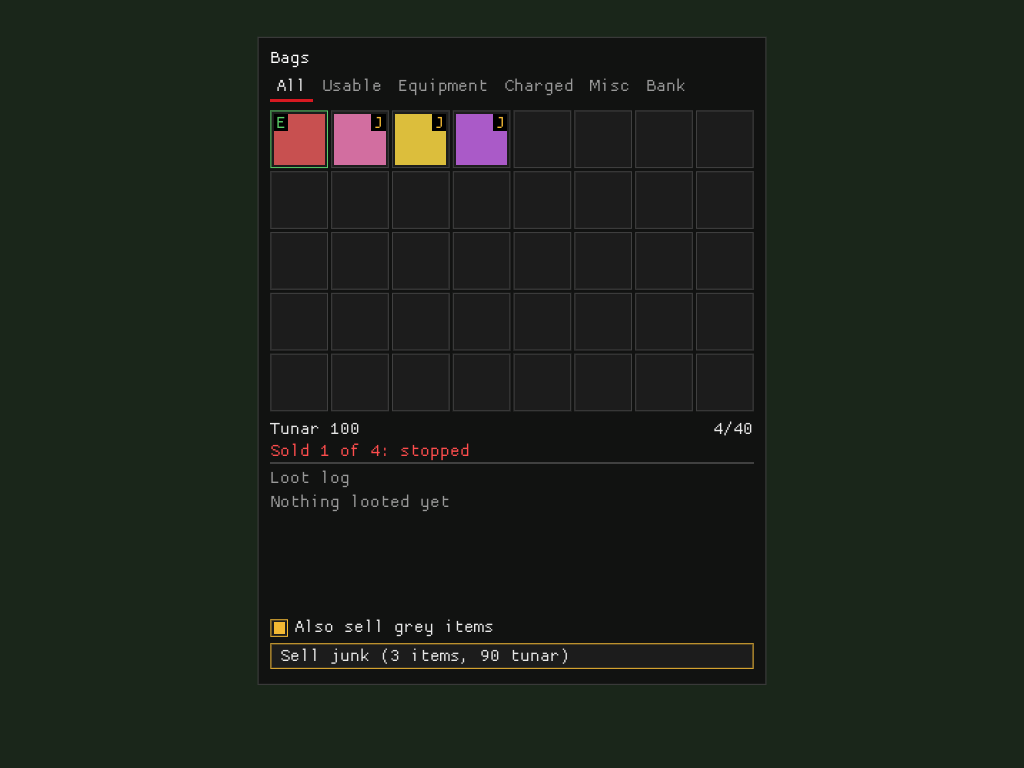 Bags
All Usable Equipment Charged Misc Bank
E J J J
Tunar 100 4/40
Sold 1 of 4: stopped
Loot log
Nothing looted yet
Also sell grey items
Sell junk (3 items, 90 tunar)